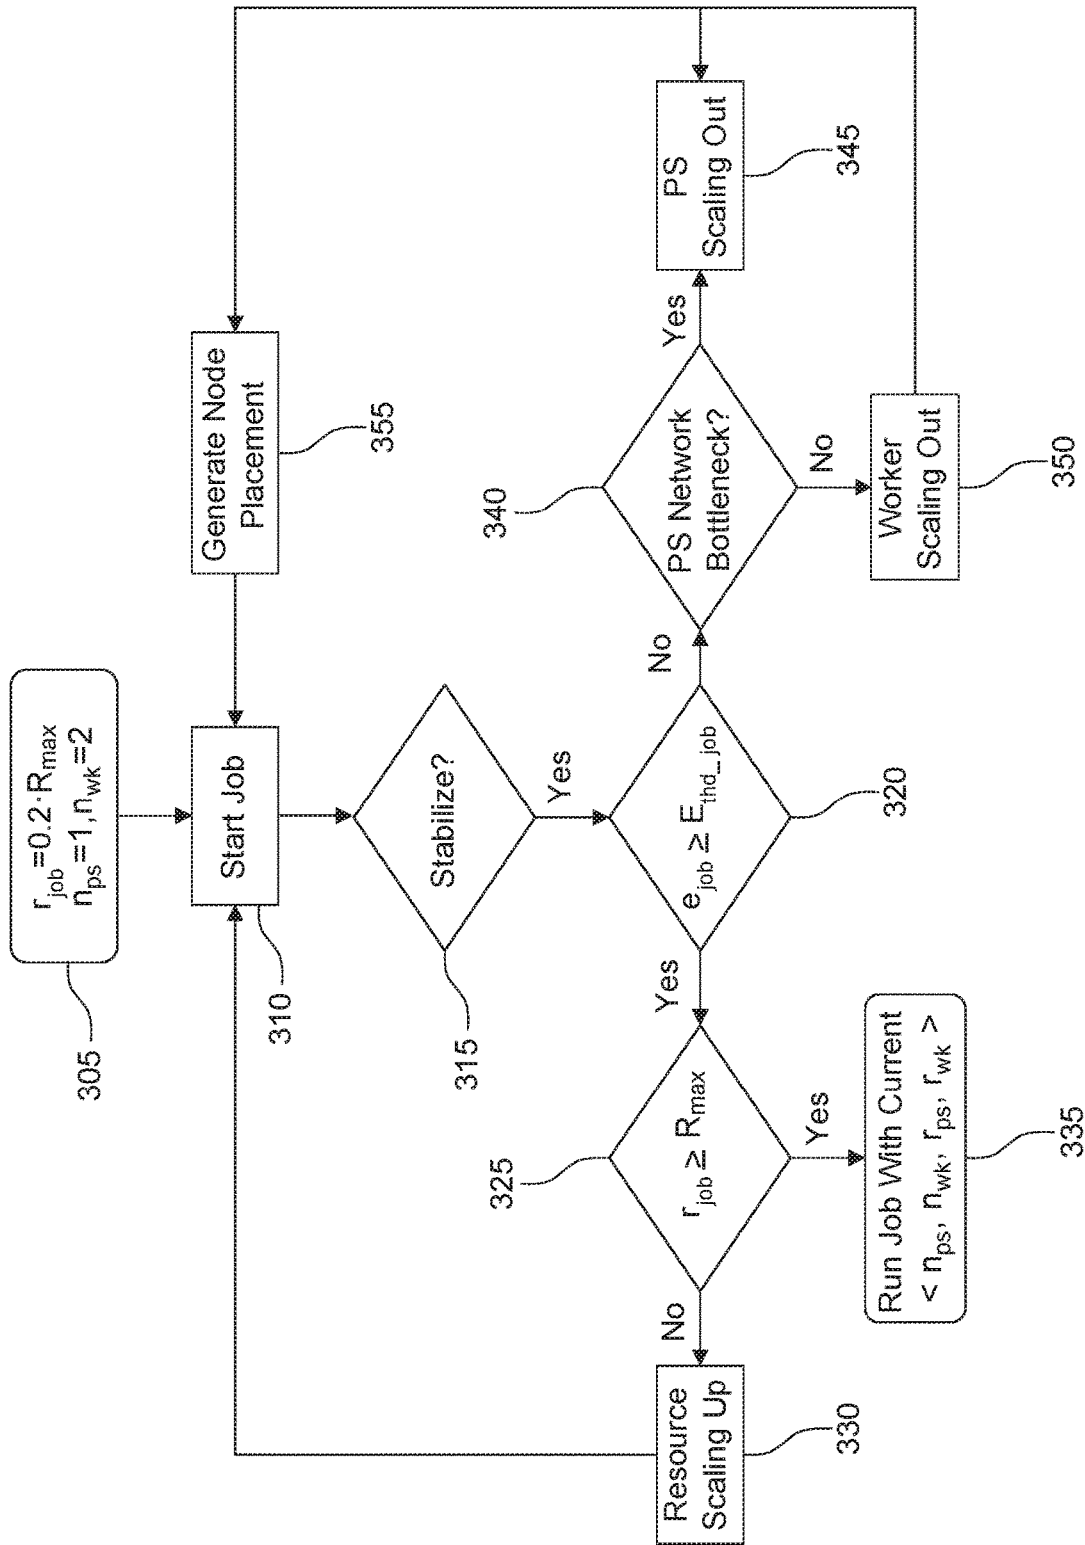 r_job=0.2·R_max
n_ps=1,n_wk=2
305
Start Job
310
Generate Node
Placement
355
Stabilize?
315
Yes
e_job ≥ E_thd_job
320
Yes
No
r_job ≥ R_max
325
No
Yes
Resource
Scaling Up
330
Run Job With Current
< n_ps, n_wk, r_ps, r_wk >
335
PS Network
Bottleneck?
340
Yes
No
PS
Scaling Out
345
Worker
Scaling Out
350